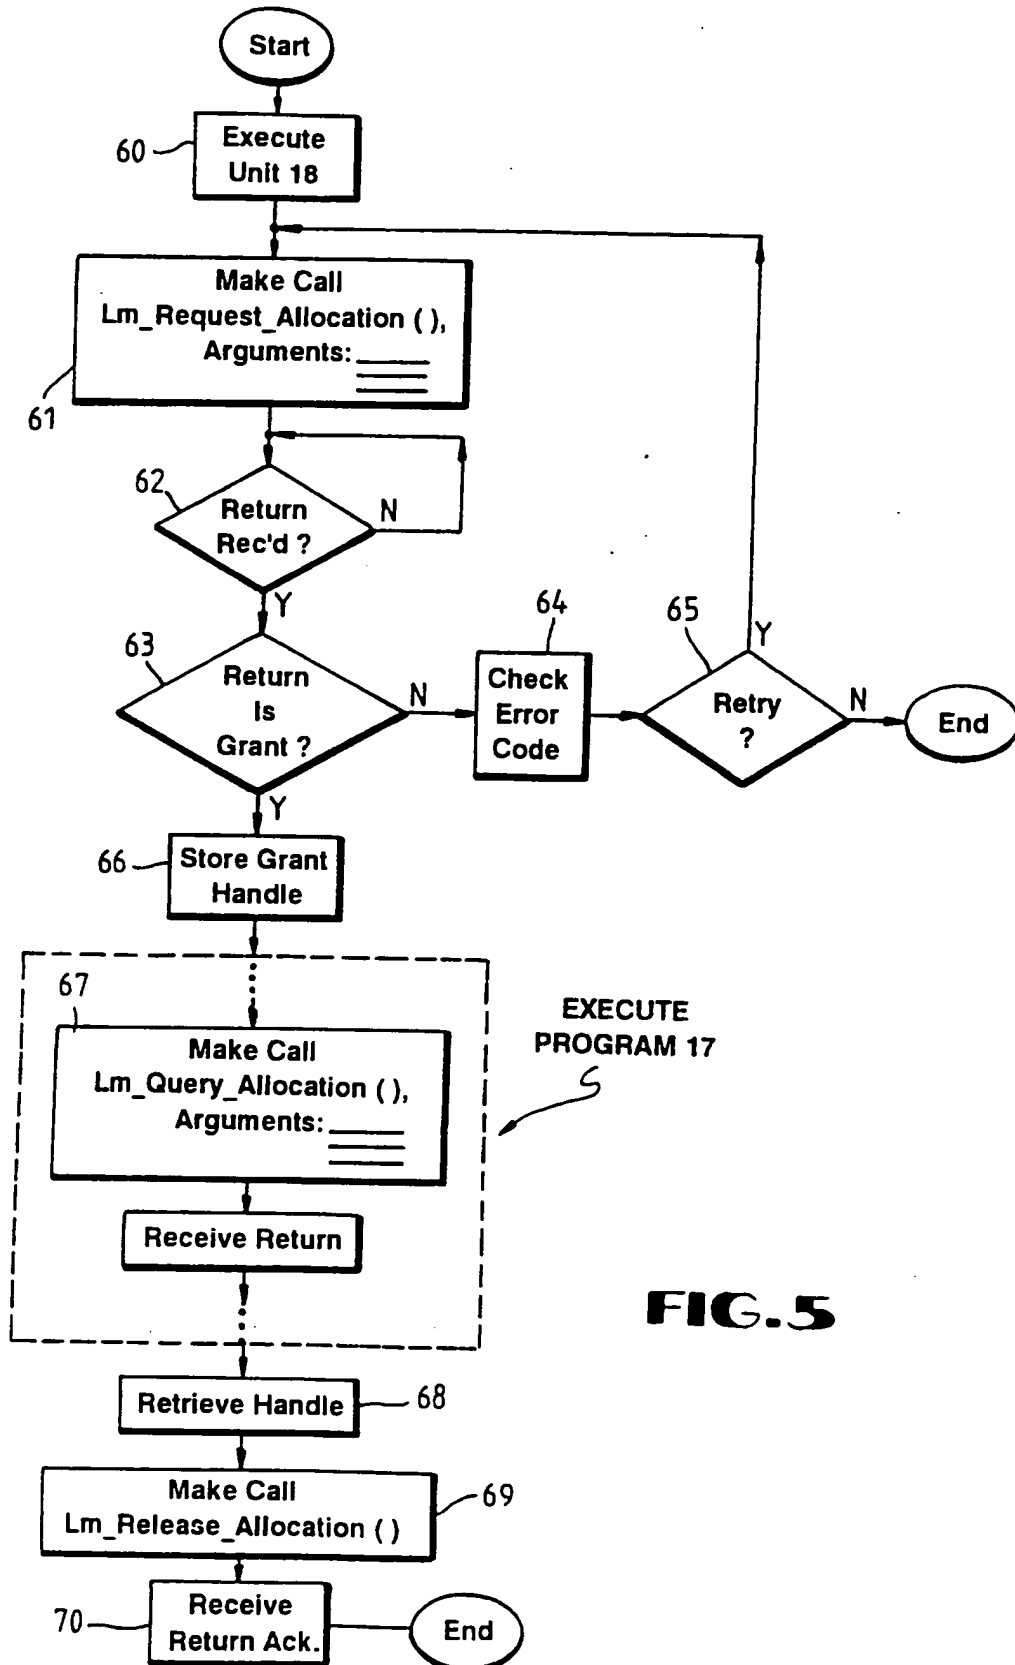 Start
60
Execute
Unit 18
Make Call
Lm_Request_Allocation ( ),
Arguments:
61
62
Return
Rec'd ?
N
Y
63
Return
Is
Grant ?
N
64
Check
Error
Code
65
Retry
?
Y
N
End
Y
66
Store Grant
Handle
67
Make Call
Lm_Query_Allocation ( ),
Arguments:
EXECUTE
PROGRAM 17
Receive Return
FIG.5
Retrieve Handle
68
Make Call
Lm_Release_Allocation ( )
69
70
Receive
Return Ack.
End